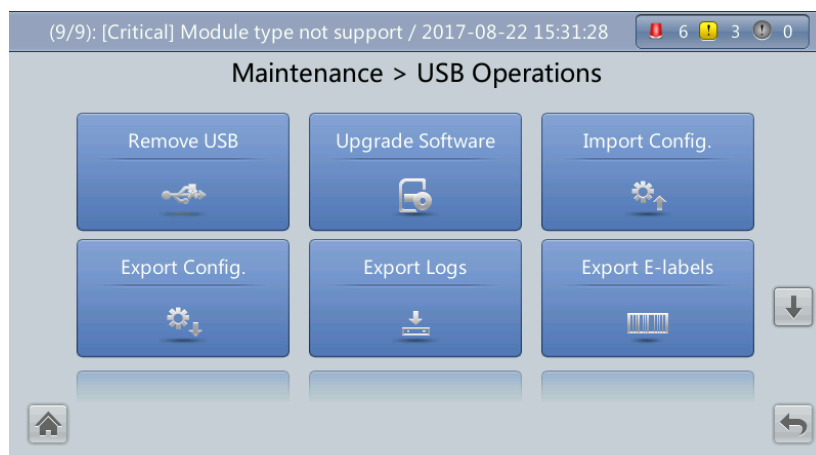 (9/9): [Critical] Module type not support / 2017-08-22 15:31:28 6 3 0
Maintenance > USB Operations
Remove USB
Upgrade Software
Import Config.
Export Config.
Export Logs
Export E-labels